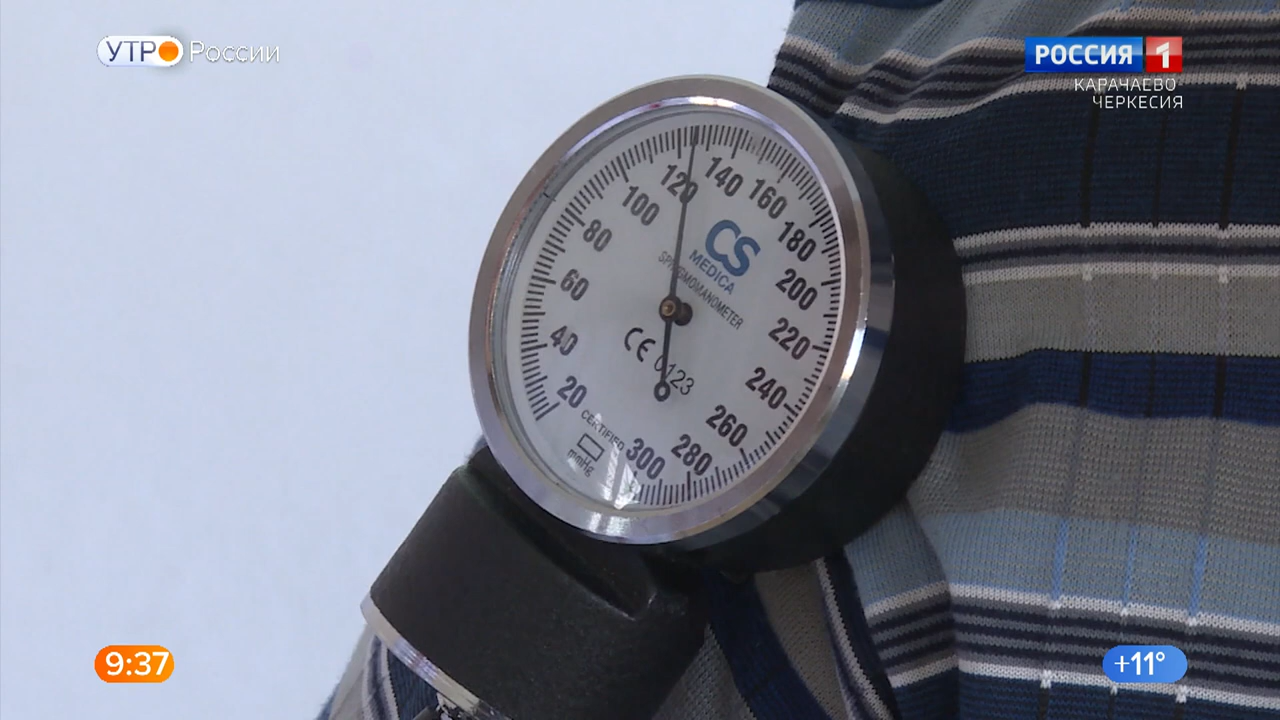 УТРО России
РОССИЯ 1
КАРАЧАЕВО
ЧЕРКЕСИЯ
20
40
60
80
100
120
140
160
180
200
220
240
260
280
300
CS
MEDICA
SPHYGMOMANOMETER
CE 0123
CERTIFIED
mmHg
9:37
+11°